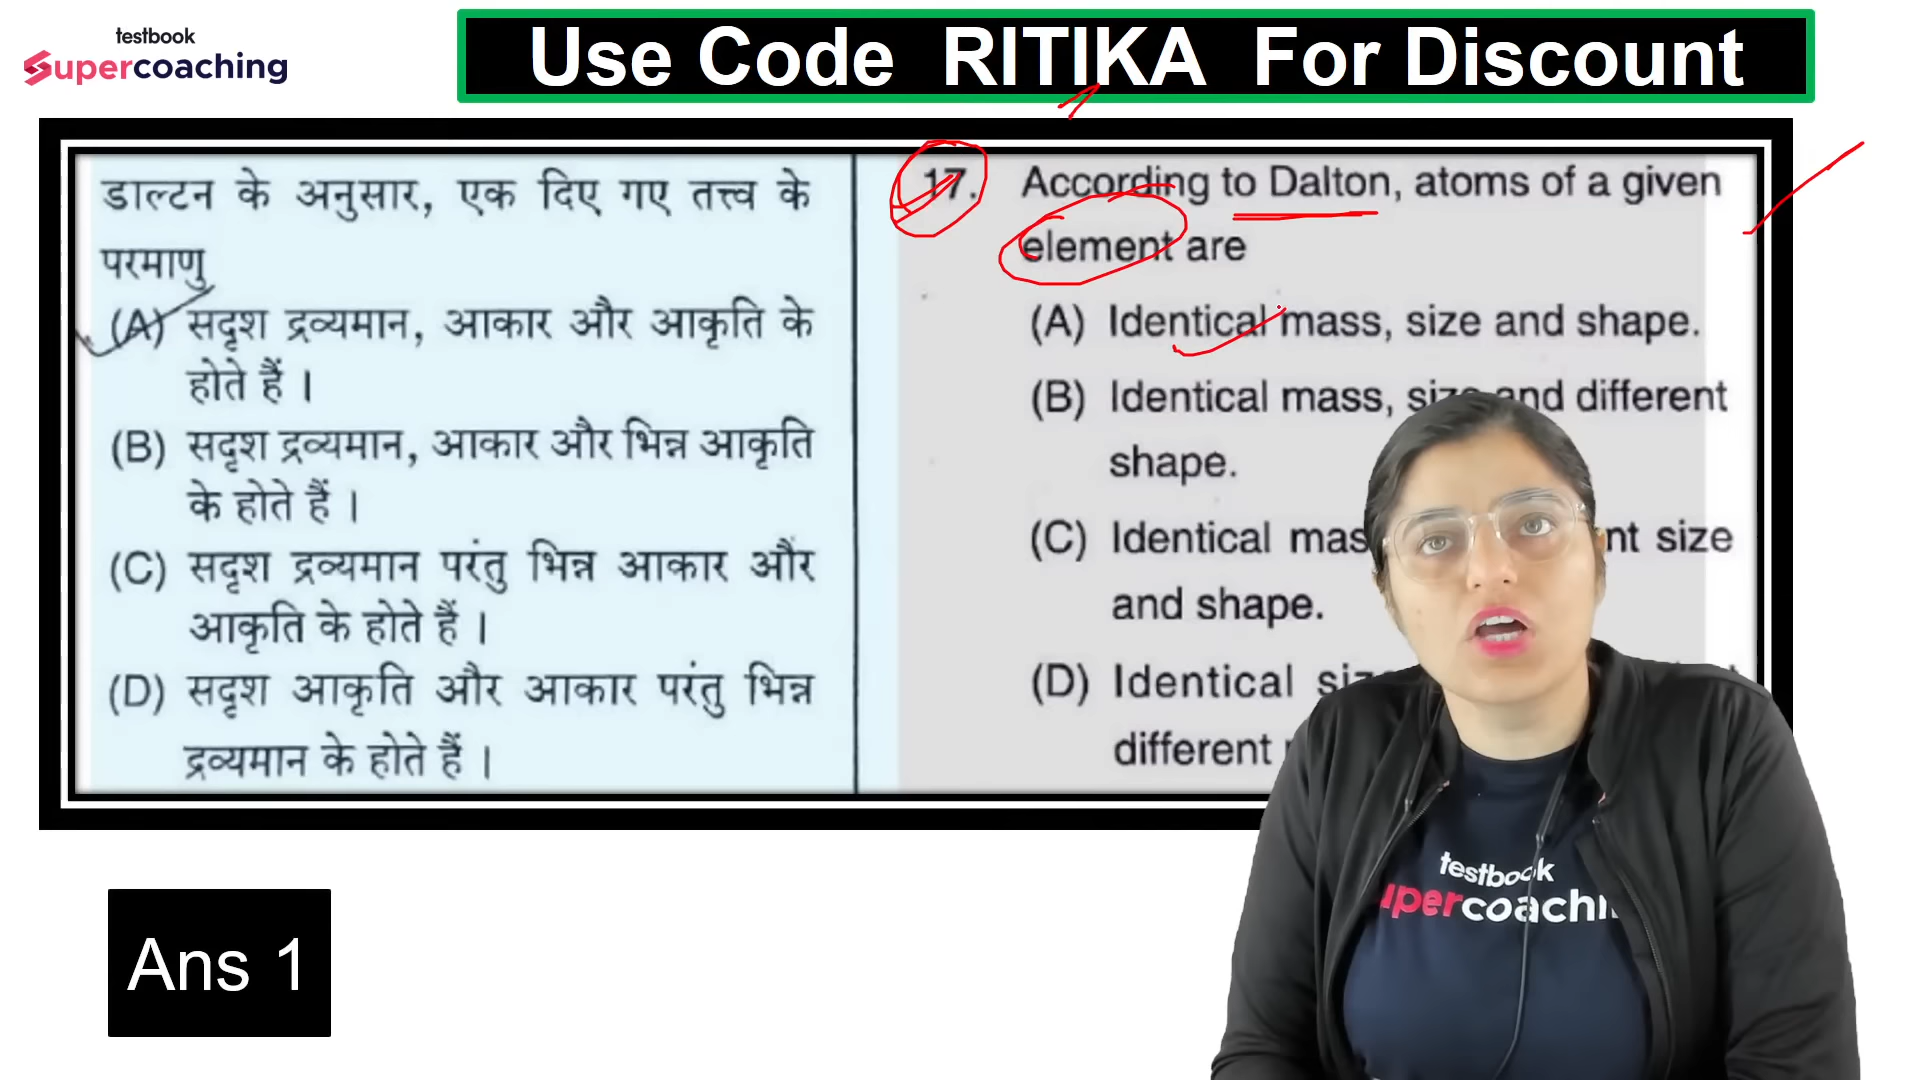 testbook
Supercoaching
Use Code RITIKA For Discount
डाल्टन के अनुसार, एक दिए गए तत्त्व के
परमाणु
(A) सदृश द्रव्यमान, आकार और आकृति के
होते हैं ।
(B) सदृश द्रव्यमान, आकार और भिन्न आकृति
के होते हैं ।
(C) सदृश द्रव्यमान परंतु भिन्न आकार और
आकृति के होते हैं ।
(D) सदृश आकृति और आकार परंतु भिन्न
द्रव्यमान के होते हैं ।
17. According to Dalton, atoms of a given
element are
(A) Identical mass, size and shape.
(B) Identical mass, size and different
shape.
(C) Identical size
and shape.
(D) Identical
different
Ans 1
testbook
coaching